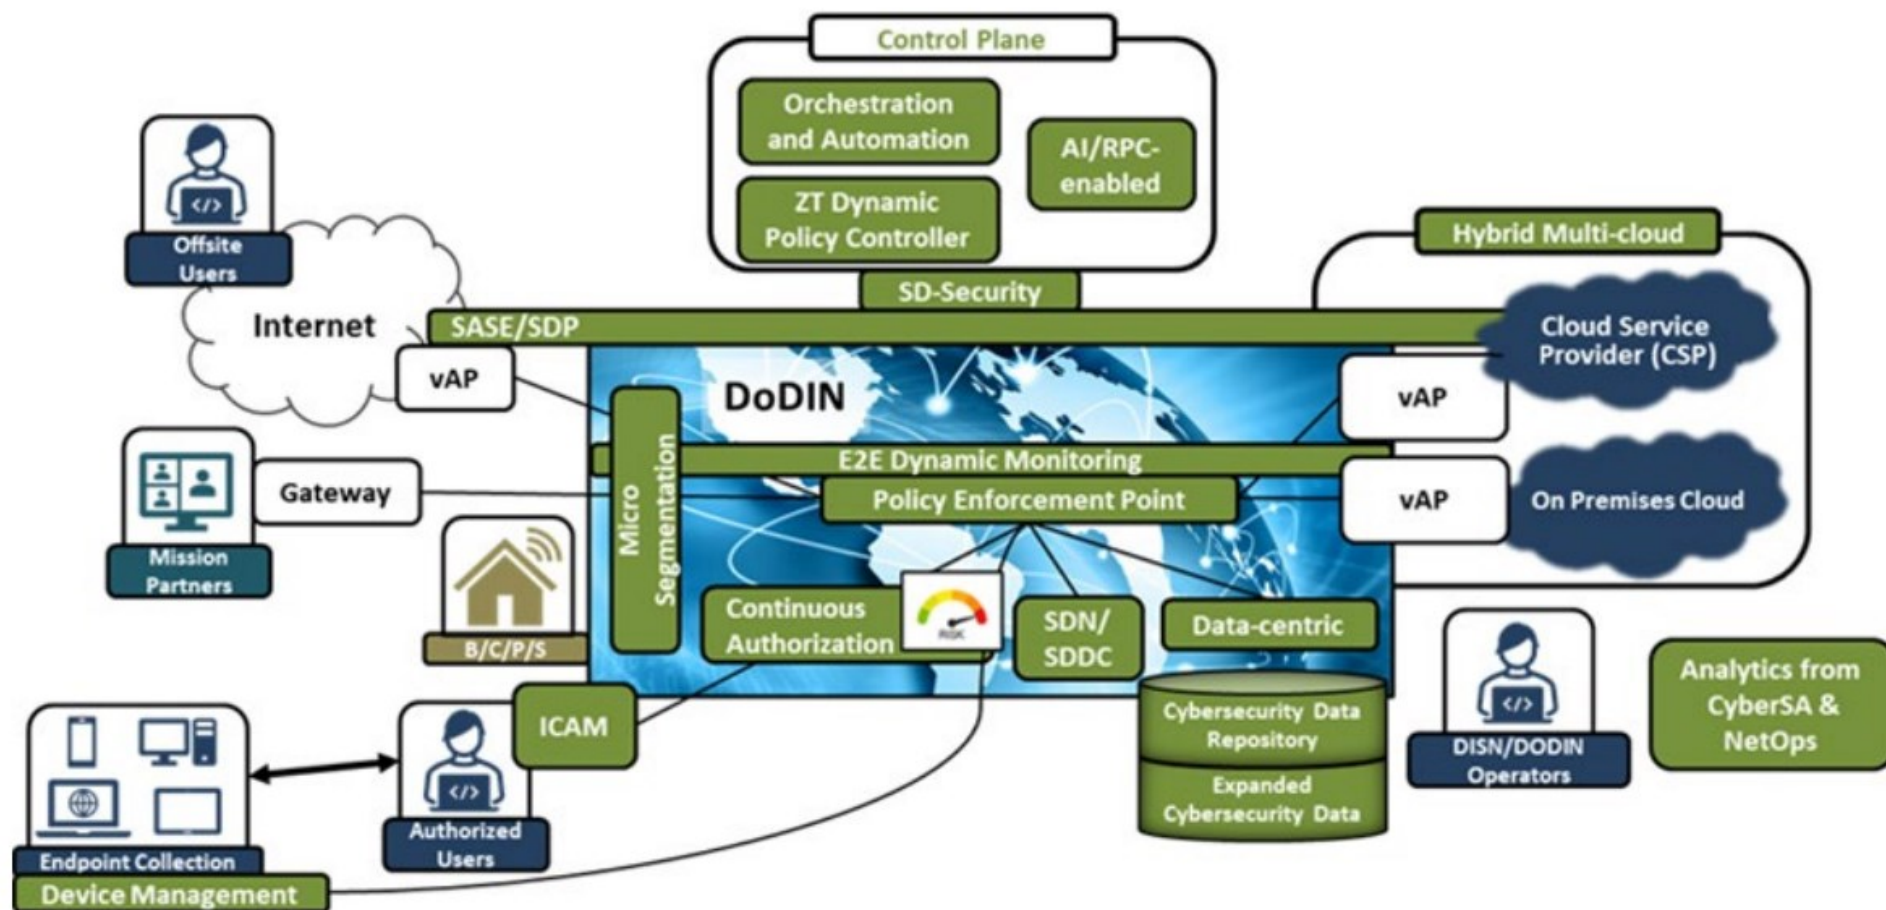 Control Plane
Orchestration
and Automation
AI/RPC-
enabled
ZT Dynamic
Policy Controller
SD-Security
Offsite
Users
Internet
SASE/SDP
vAP
Hybrid Multi-cloud
Cloud Service
Provider (CSP)
vAP
DoDIN
Micro
Segmentation
E2E Dynamic Monitoring
Policy Enforcement Point
vAP
On Premises Cloud
Gateway
Mission
Partners
B/C/P/S
Continuous
Authorization
RISK
SDN/
SDDC
Data-centric
ICAM
Cybersecurity Data
Repository
Expanded
Cybersecurity Data
</>
</>
</>
DISN/DODIN
Operators
Analytics from
CyberSA &
NetOps
Authorized
Users
Endpoint Collection
Device Management